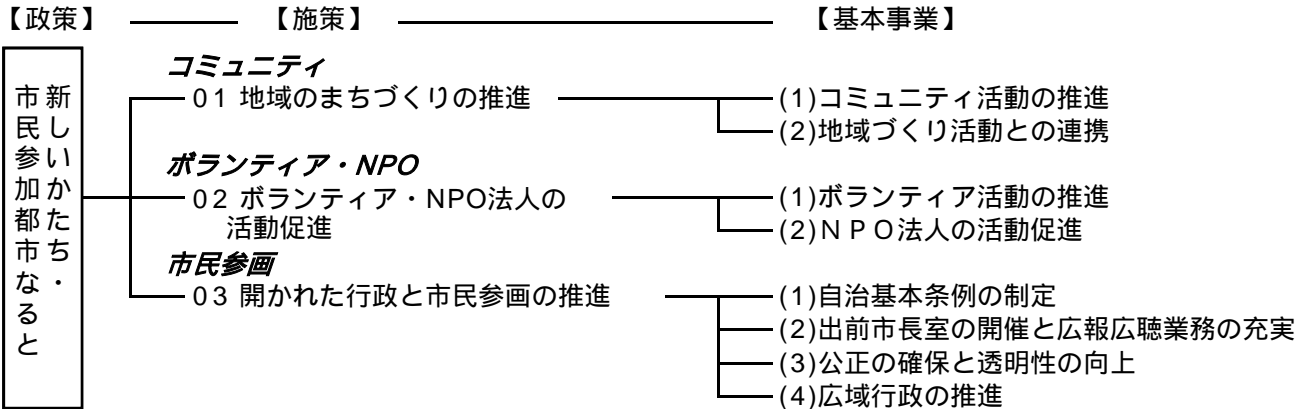 【政策】 【施策】 【基本事業】
新しいかたち・
市民参加都市なると
コミュニティ
01 地域のまちづくりの推進
(1)コミュニティ活動の推進
(2)地域づくり活動との連携
ボランティア・NPO
02 ボランティア・NPO法人の
活動促進
(1)ボランティア活動の推進
(2)ＮＰＯ法人の活動促進
市民参画
03 開かれた行政と市民参画の推進
(1)自治基本条例の制定
(2)出前市長室の開催と広報広聴業務の充実
(3)公正の確保と透明性の向上
(4)広域行政の推進